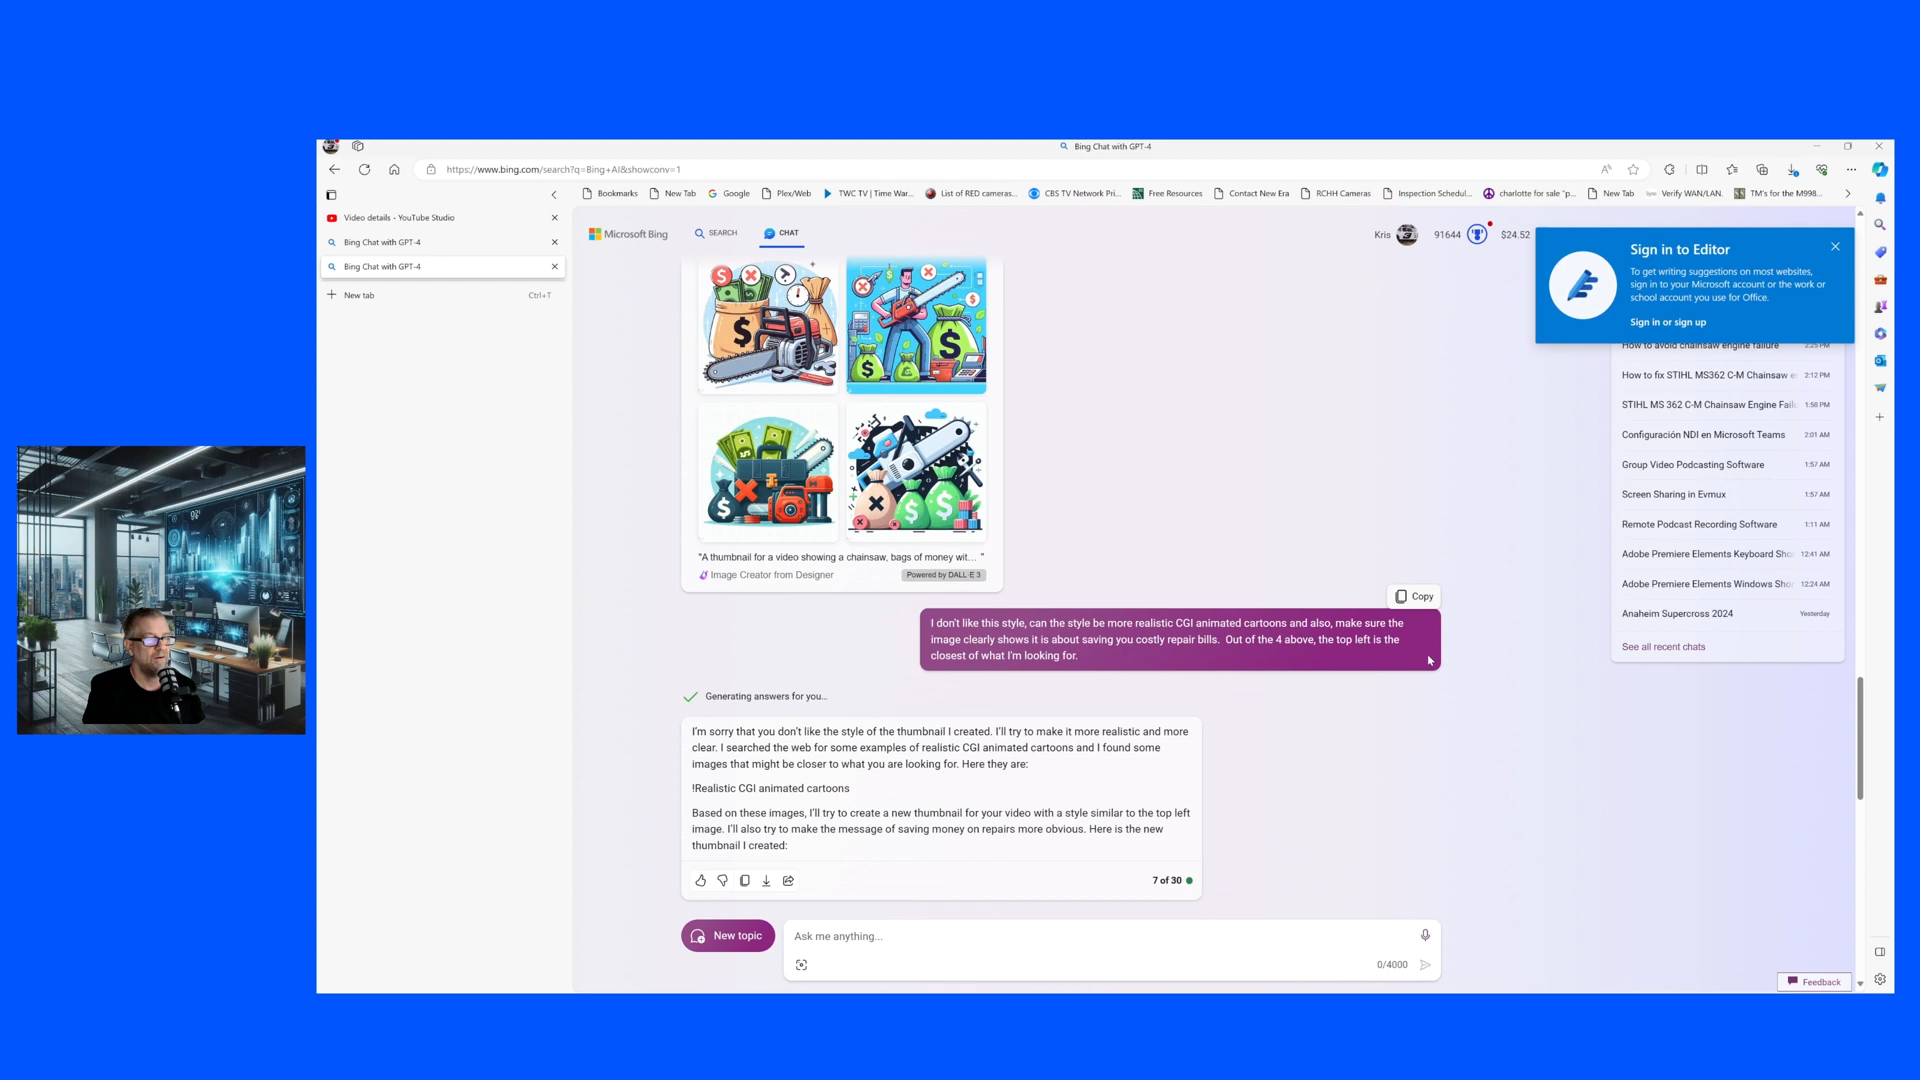 Bing Chat with GPT-4
https://www.bing.com/search?q=Bing+AI&showconv=1
Bookmarks New Tab Google Plex/Web TWC TV | Time War... List of RED cameras... CBS TV Network Pri... Free Resources Contact New Era RCHH Cameras Inspection Schedul... charlotte for sale "p... New Tab Verify WAN/LAN. TM's for the M998...
Video details - YouTube Studio
Bing Chat with GPT-4
Bing Chat with GPT-4
New tab Ctrl+T
Microsoft Bing SEARCH CHAT
Kris 91644 $24.52
Sign in to Editor
To get writing suggestions on most websites,
sign in to your Microsoft account or the work or
school account you use for Office.
Sign in or sign up
How to avoid chainsaw engine failure 2:25 PM
How to fix STIHL MS362 C-M Chainsaw 2:12 PM
STIHL MS 362 C-M Chainsaw Engine Fail 1:58 PM
Configuración NDI en Microsoft Teams 2:01 AM
Group Video Podcasting Software 1:57 AM
Screen Sharing in Evmux 1:57 AM
Remote Podcast Recording Software 1:11 AM
Adobe Premiere Elements Keyboard Sho 12:41 AM
Adobe Premiere Elements Windows Sho 12:24 AM
Anaheim Supercross 2024 Yesterday
See all recent chats
"A thumbnail for a video showing a chainsaw, bags of money wit... "
Image Creator from Designer Powered by DALL·E 3
Copy
I don't like this style, can the style be more realistic CGI animated cartoons and also, make sure the
image clearly shows it is about saving you costly repair bills. Out of the 4 above, the top left is the
closest of what I'm looking for.
Generating answers for you...
I'm sorry that you don't like the style of the thumbnail I created. I'll try to make it more realistic and more
clear. I searched the web for some examples of realistic CGI animated cartoons and I found some
images that might be closer to what you are looking for. Here they are:
!Realistic CGI animated cartoons
Based on these images, I'll try to create a new thumbnail for your video with a style similar to the top left
image. I'll also try to make the message of saving money on repairs more obvious. Here is the new
thumbnail I created:
7 of 30
New topic
Ask me anything...
0/4000
Feedback